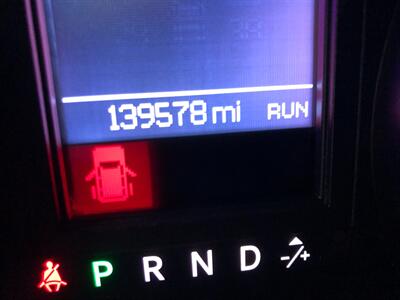 139578 mi RUN
P R N D -/+